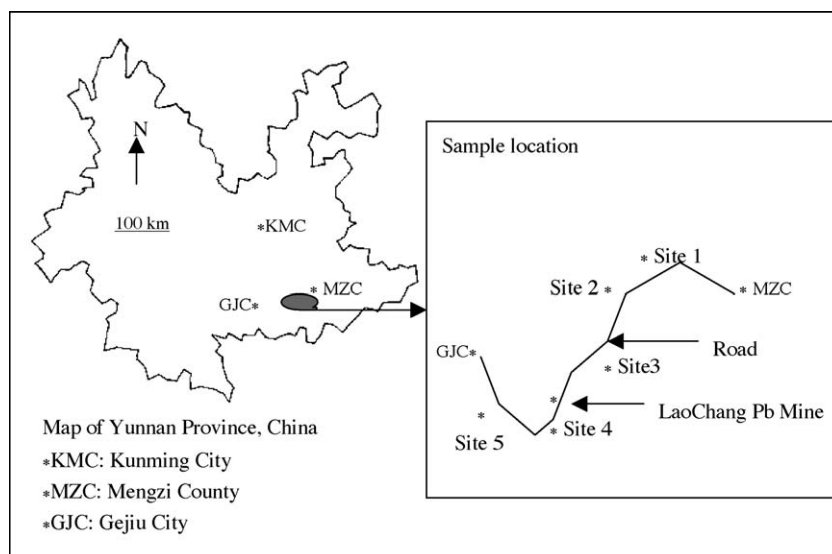 N
100 km
*KMC
* MZC
GJC*
Map of Yunnan Province, China
*KMC: Kunming City
*MZC: Mengzi County
*GJC: Gejiu City
Sample location
* Site 1
Site 2 *
* MZC
Road
GJC*
*Site3
LaoChang Pb Mine
* Site 4
Site 5